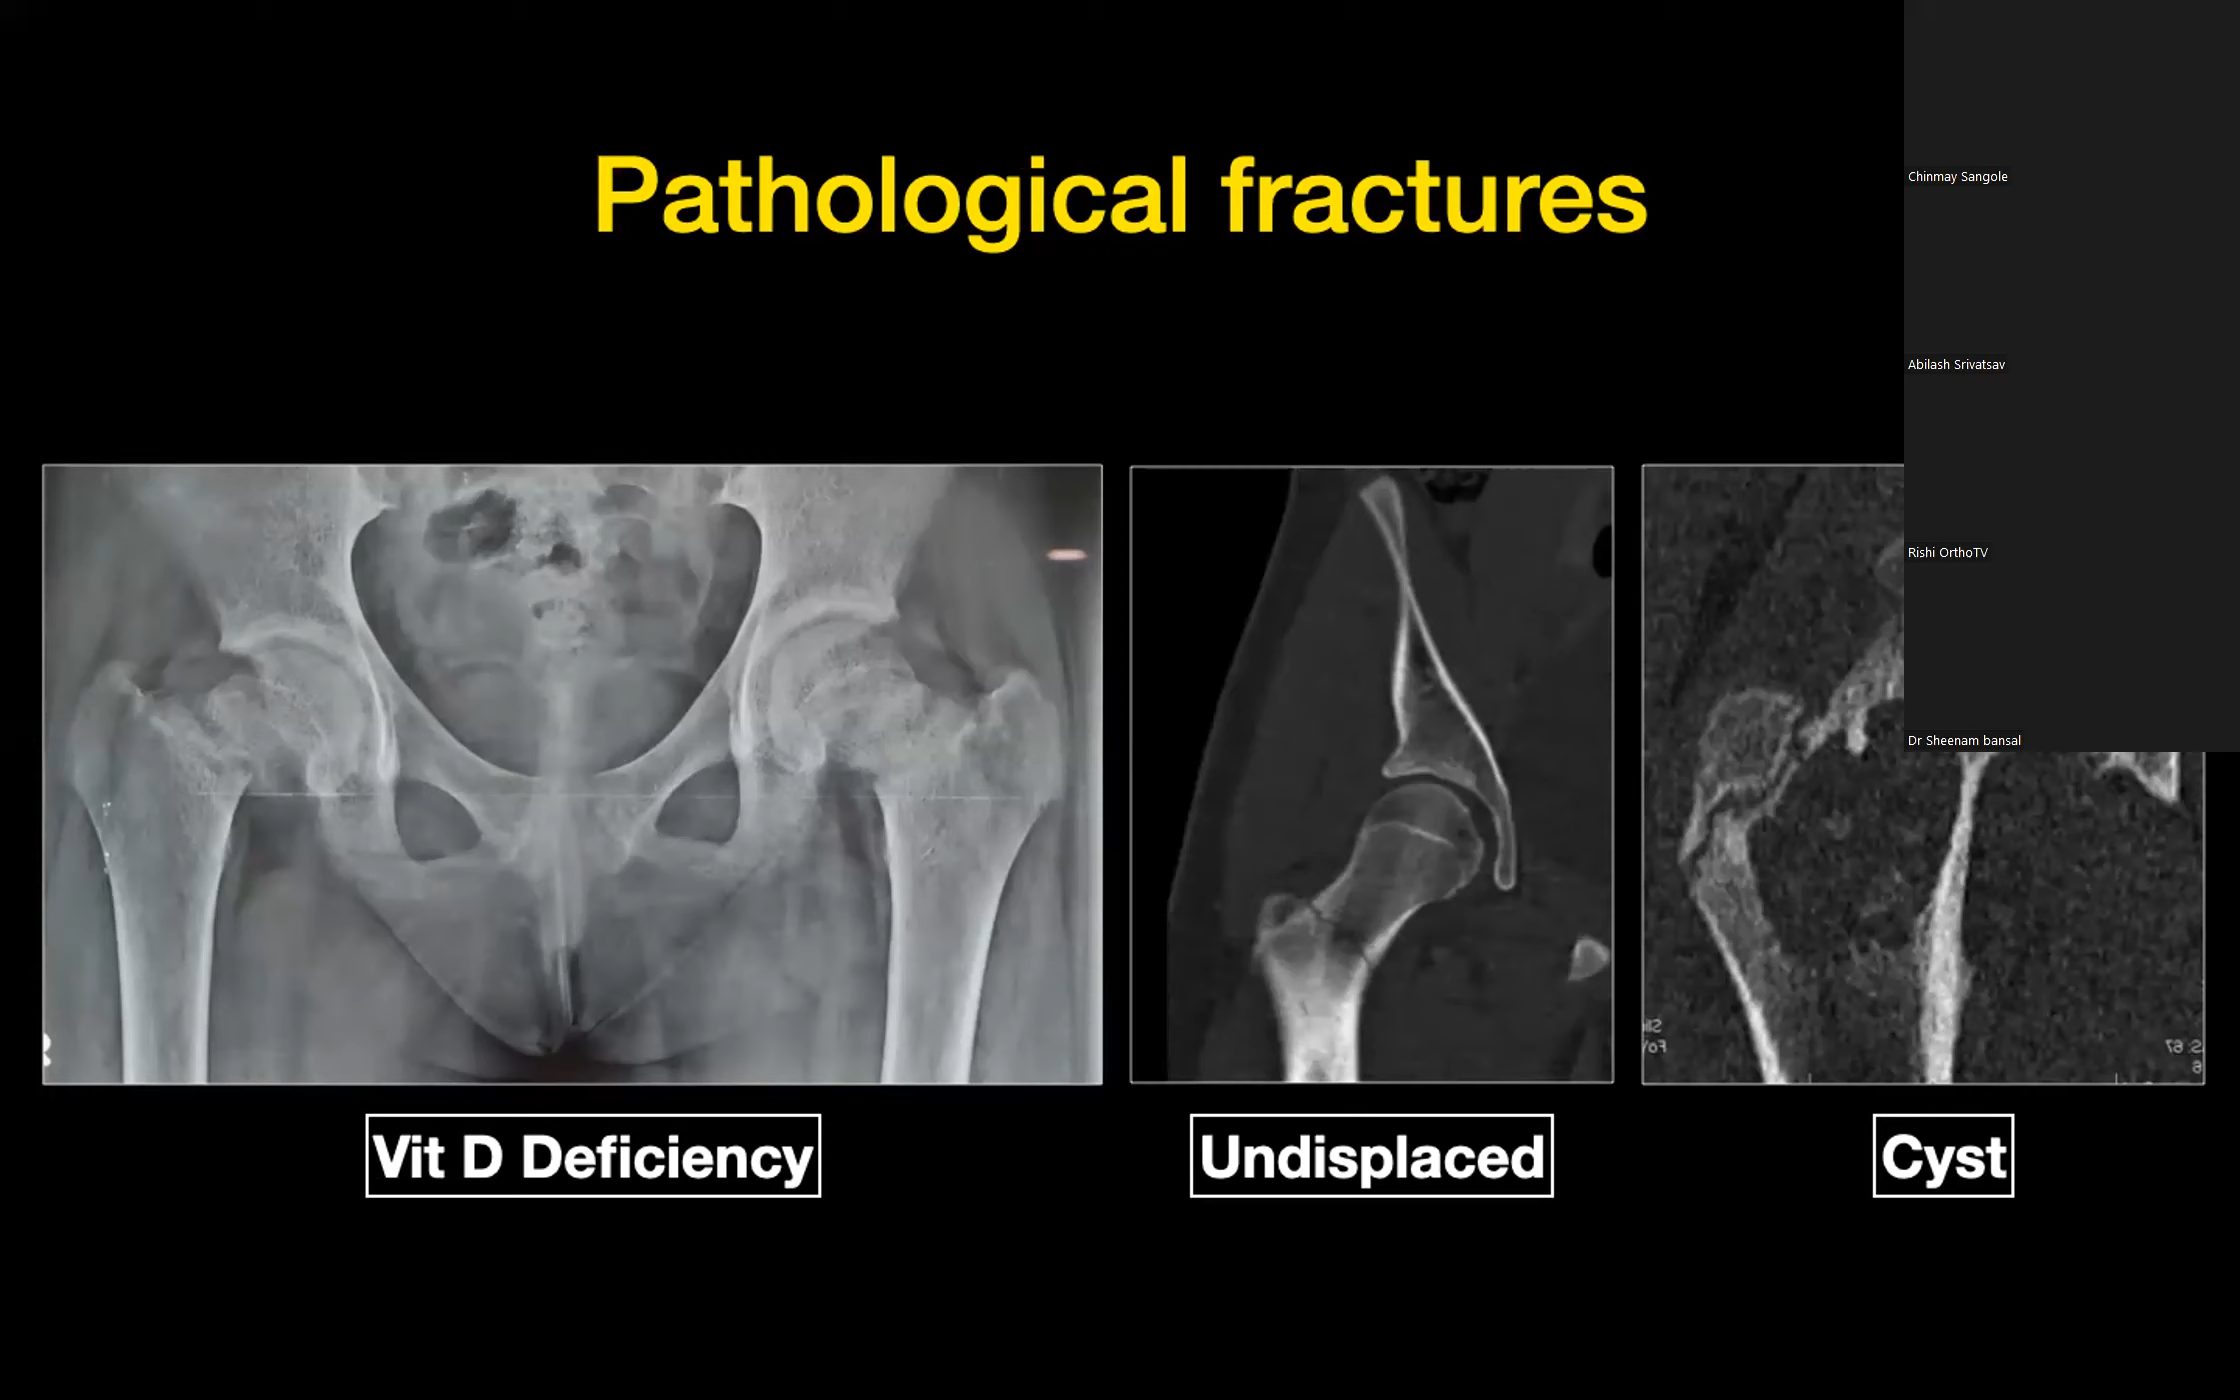 Pathological fractures
Chinmay Sangole
Abilash Srivatsav
Rishi OrthoTV
Dr Sheenam bansal
Vit D Deficiency
Undisplaced
Cyst